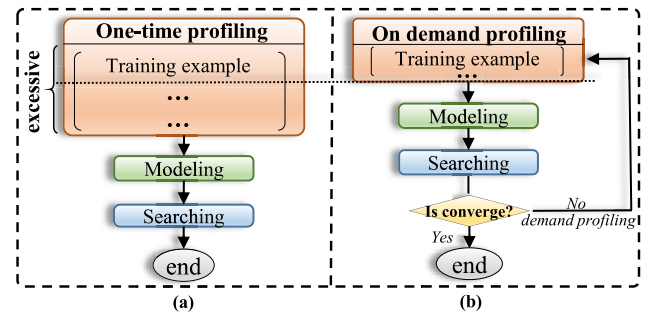 One-time profiling
Training example
...
...
excessive
Modeling
Searching
end
(a)
On demand profiling
Training example
...
Modeling
Searching
Is converge?
No
demand profiling
Yes
end
(b)